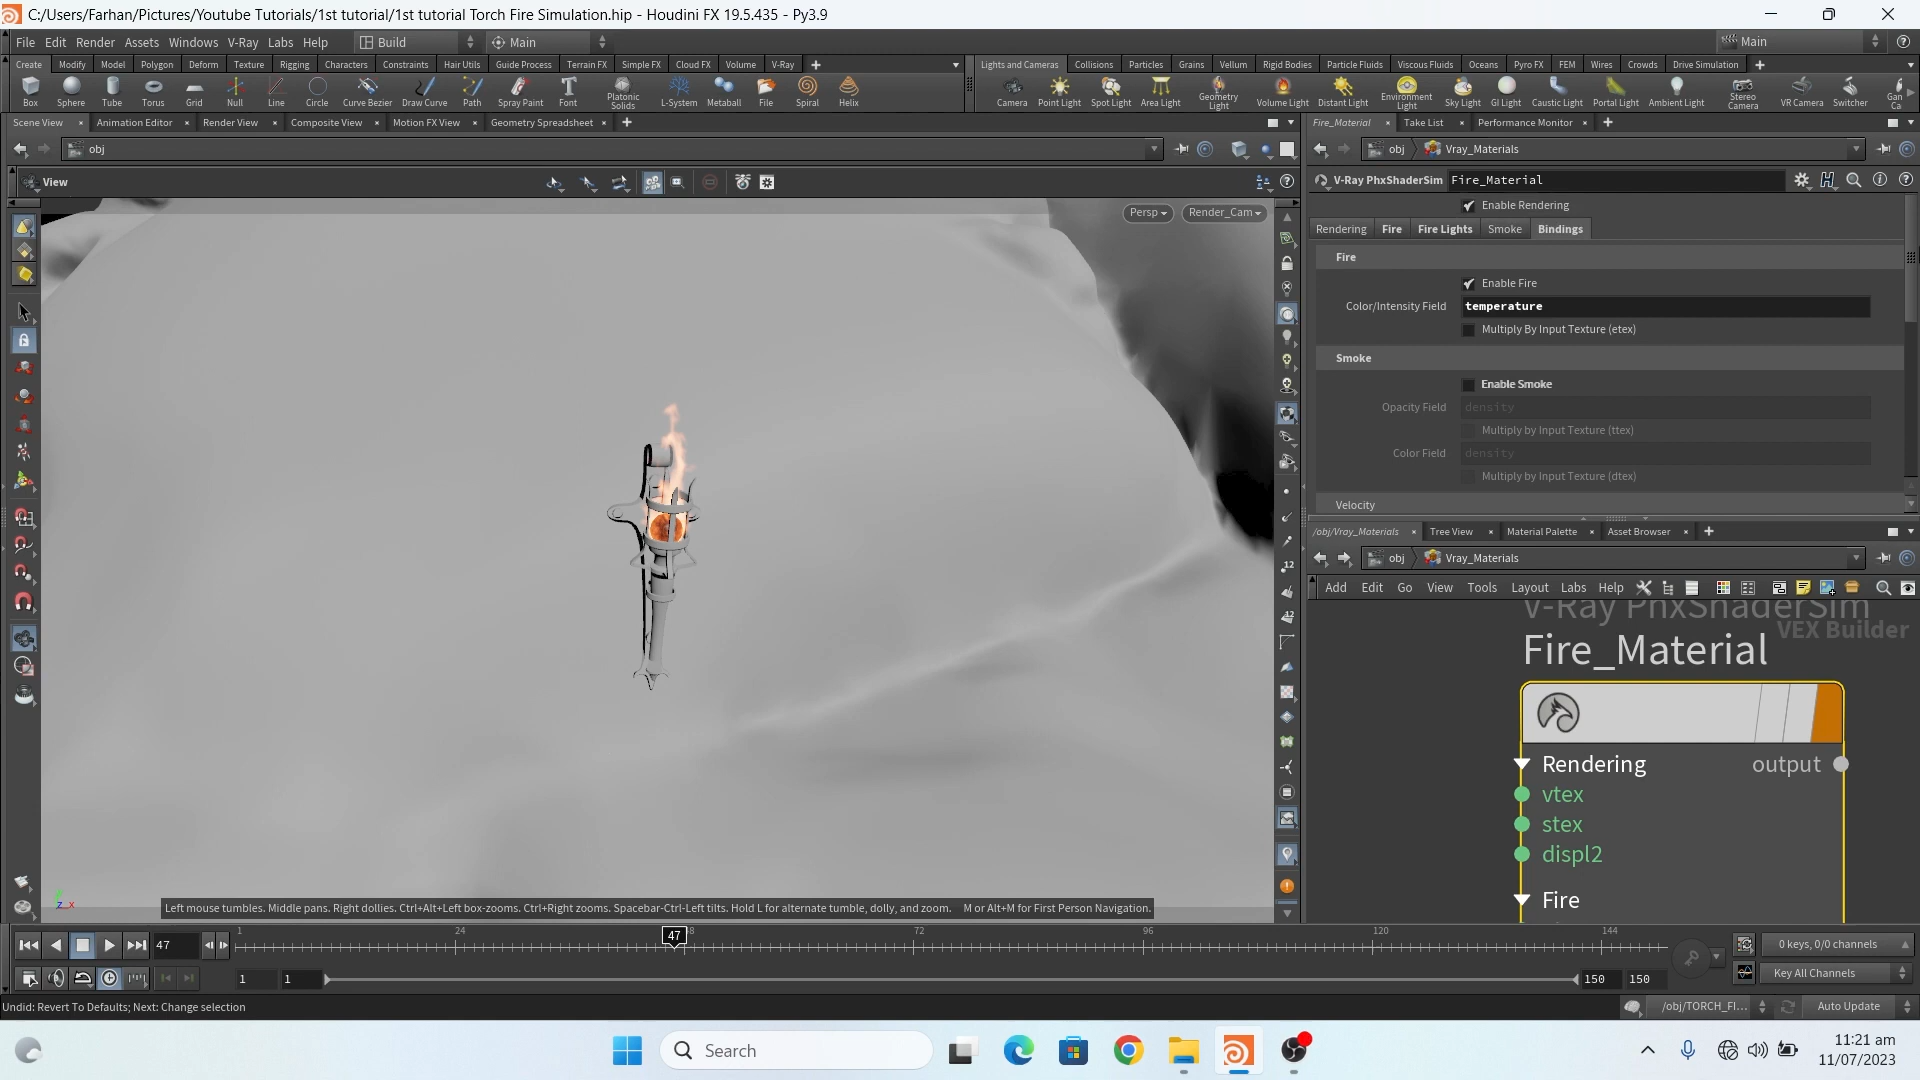 C:/Users/Farhan/Pictures/Youtube Tutorials/1st tutorial/1st tutorial Torch Fire Simulation.hip - Houdini FX 19.5.435 - Py3.9
File Edit Render Assets Windows V-Ray Labs Help Build Main Main
Create Modify Model Polygon Deform Texture Rigging Characters Constraints Hair Utils Guide Process Terrain FX Simple FX Cloud FX Volume V-Ray
Lights and Cameras Collisions Particles Grains Vellum Rigid Bodies Particle Fluids Viscous Fluids Oceans Pyro FX FEM Wires Crowds Drive Simulation
Box Sphere Tube Torus Grid Null Line Circle Curve Bezier Draw Curve Path Spray Paint Font Platonic Solids L-System Metaball File Spiral Helix
Camera Point Light Spot Light Area Light Geometry Light Volume Light Distant Light Environment Light Sky Light GI Light Caustic Light Portal Light Ambient Light Stereo Camera VR Camera Switcher Gan Ca
Scene View Animation Editor Render View Composite View Motion FX View Geometry Spreadsheet
Fire_Material Take List Performance Monitor
obj
obj Vray_Materials
View
V-Ray PhxShaderSim Fire_Material
Persp Render_Cam
Enable Rendering
Rendering Fire Fire Lights Smoke Bindings
Fire
Enable Fire
Color/Intensity Field temperature
Multiply By Input Texture (etex)
Smoke
Enable Smoke
Opacity Field density
Multiply by Input Texture (ttex)
Color Field density
Multiply by Input Texture (dtex)
Velocity
/obj/Vray_Materials Tree View Material Palette Asset Browser
obj Vray_Materials
Add Edit Go View Tools Layout Labs Help
V-Ray PhxShaderSim
VEX Builder
Fire_Material
Rendering output
vtex
stex
displ2
Fire
z x
Left mouse tumbles. Middle pans. Right dollies. Ctrl+Alt+Left box-zooms. Ctrl+Right zooms. Spacebar-Ctrl-Left tilts. Hold L for alternate tumble, dolly, and zoom. M or Alt+M for First Person Navigation.
47 1 24 47 72 96 120 144 0 keys, 0/0 channels
1 1 150 150 Key All Channels
Undid: Revert To Defaults; Next: Change selection /obj/TORCH_FI... Auto Update
Search
11:21 am
11/07/2023